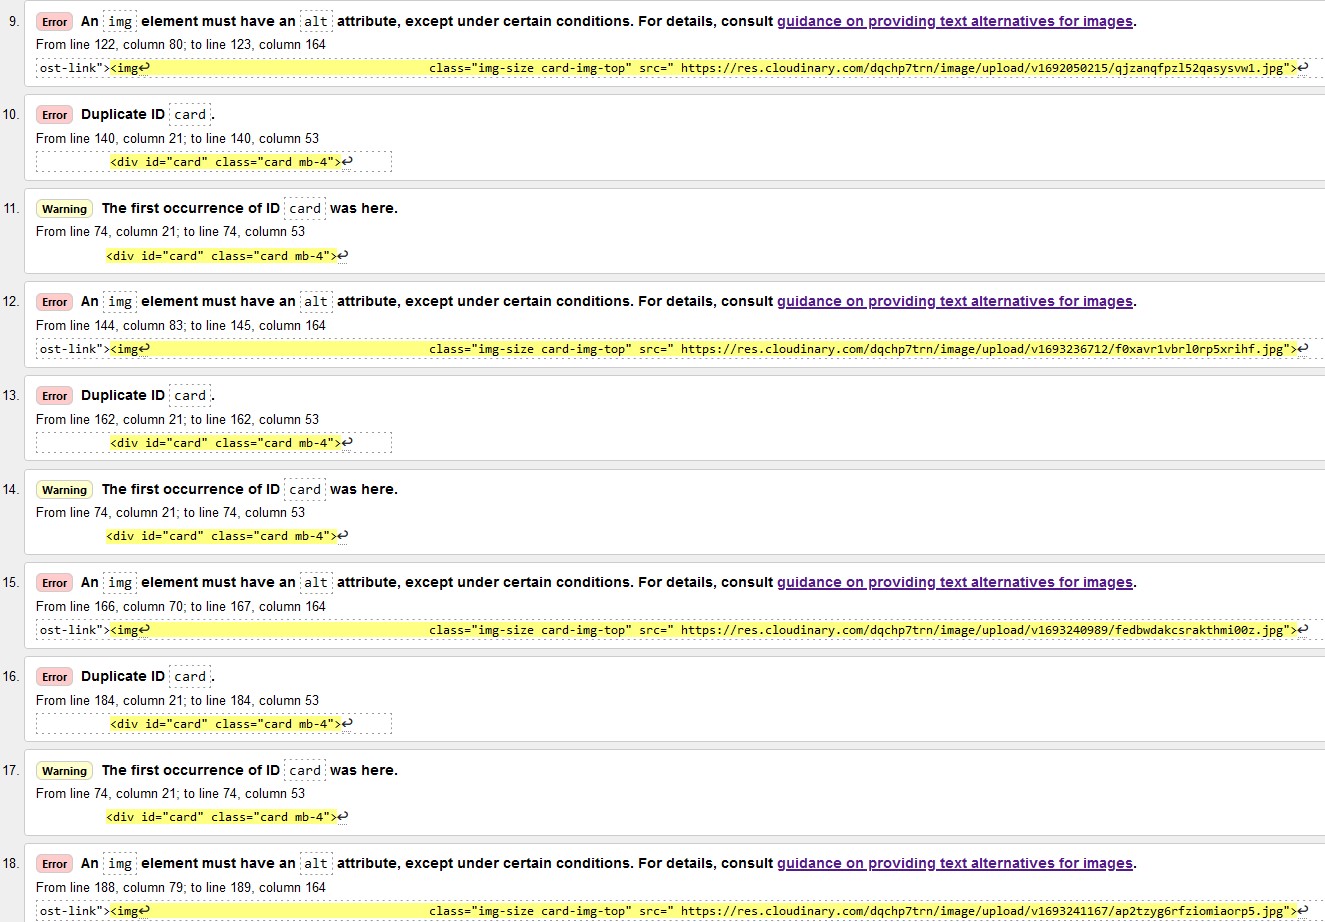 9. Error An img element must have an alt attribute, except under certain conditions. For details, consult guidance on providing text alternatives for images.
From line 122, column 80; to line 123, column 164
ost-link"><img↩ class="img-size card-img-top" src=" https://res.cloudinary.com/dqchp7trn/image/upload/v1692050215/qjzanqfpzl52qasysvw1.jpg">↩
10. Error Duplicate ID card.
From line 140, column 21; to line 140, column 53
<div id="card" class="card mb-4">↩
11. Warning The first occurrence of ID card was here.
From line 74, column 21; to line 74, column 53
<div id="card" class="card mb-4">↩
12. Error An img element must have an alt attribute, except under certain conditions. For details, consult guidance on providing text alternatives for images.
From line 144, column 83; to line 145, column 164
ost-link"><img↩ class="img-size card-img-top" src=" https://res.cloudinary.com/dqchp7trn/image/upload/v1693236712/f0xavr1vbrl0rp5xrihf.jpg">↩
13. Error Duplicate ID card.
From line 162, column 21; to line 162, column 53
<div id="card" class="card mb-4">↩
14. Warning The first occurrence of ID card was here.
From line 74, column 21; to line 74, column 53
<div id="card" class="card mb-4">↩
15. Error An img element must have an alt attribute, except under certain conditions. For details, consult guidance on providing text alternatives for images.
From line 166, column 70; to line 167, column 164
ost-link"><img↩ class="img-size card-img-top" src=" https://res.cloudinary.com/dqchp7trn/image/upload/v1693240989/fedbwdakcsrakthmi00z.jpg">↩
16. Error Duplicate ID card.
From line 184, column 21; to line 184, column 53
<div id="card" class="card mb-4">↩
17. Warning The first occurrence of ID card was here.
From line 74, column 21; to line 74, column 53
<div id="card" class="card mb-4">↩
18. Error An img element must have an alt attribute, except under certain conditions. For details, consult guidance on providing text alternatives for images.
From line 188, column 79; to line 189, column 164
ost-link"><img↩ class="img-size card-img-top" src=" https://res.cloudinary.com/dqchp7trn/image/upload/v1693241167/ap2tzyg6rfziomiaorp5.jpg">↩